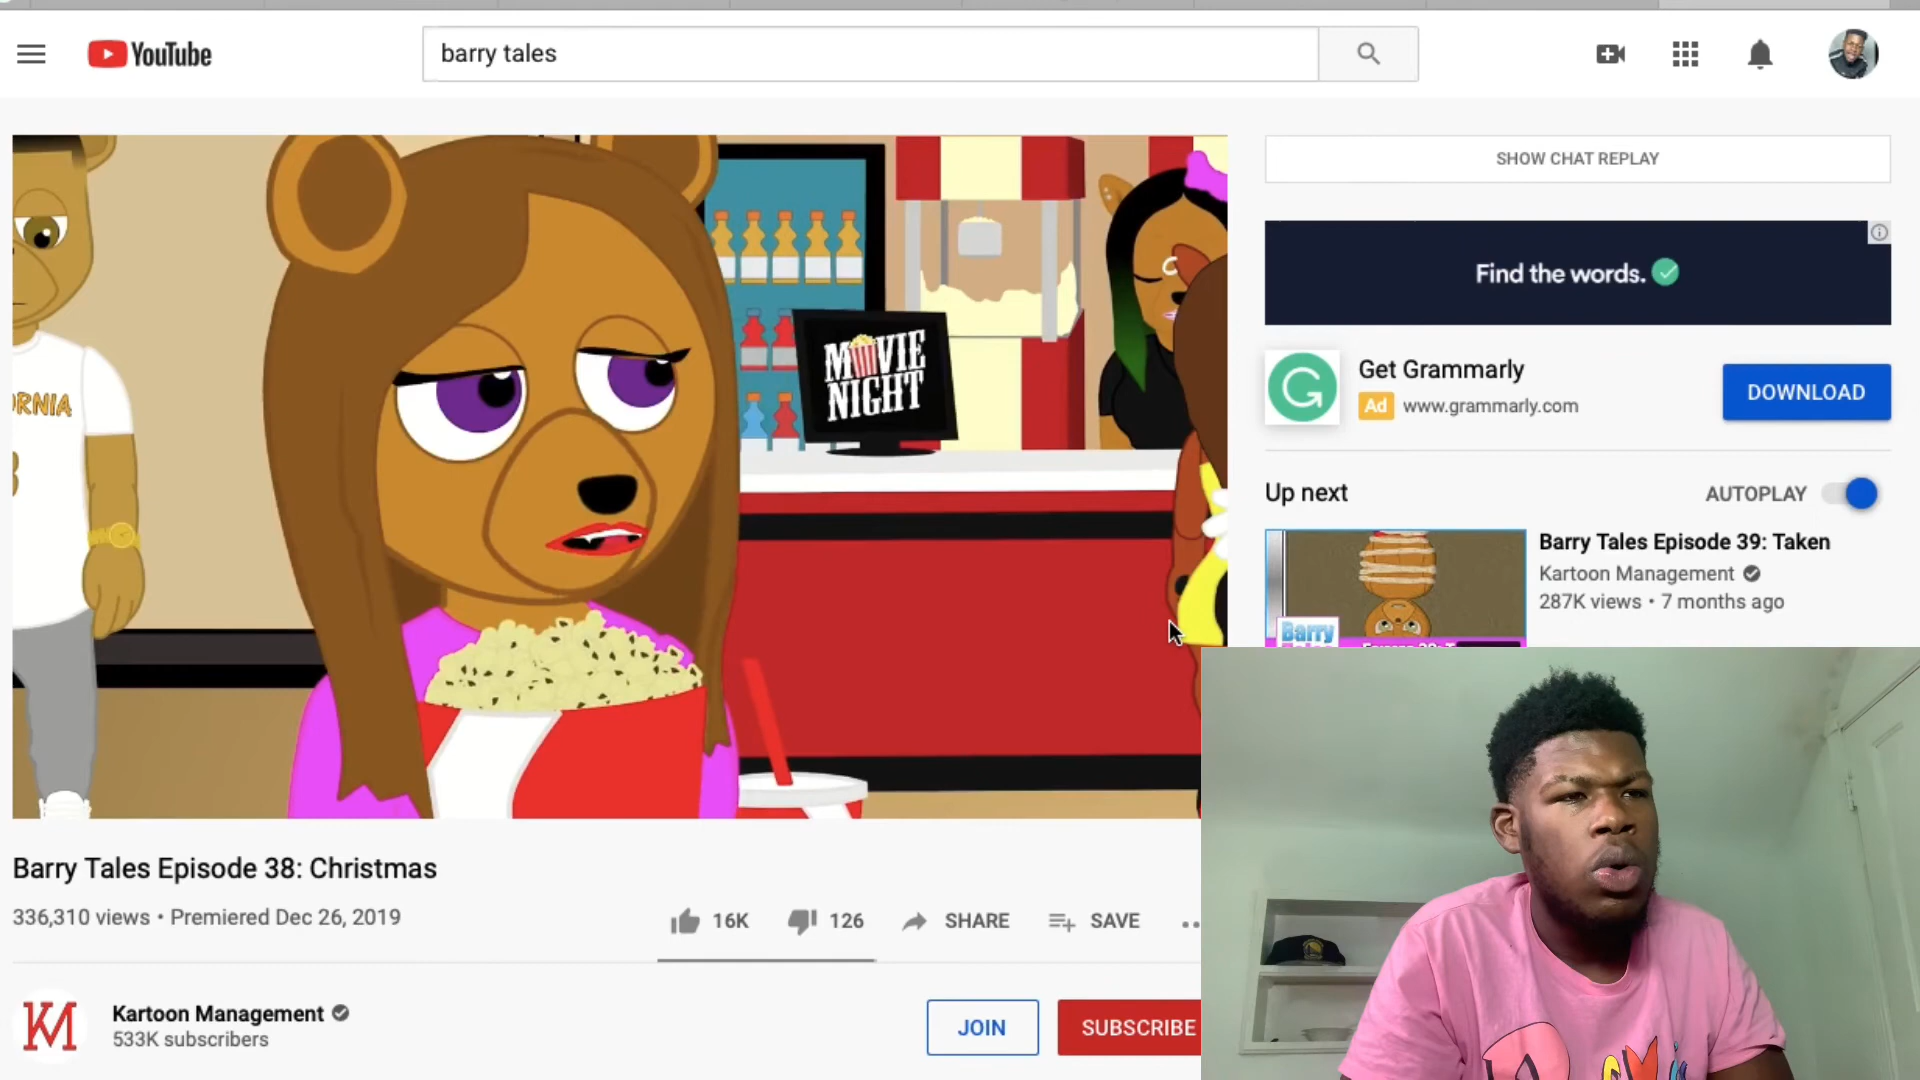 YouTube
barry tales
SHOW CHAT REPLAY
Find the words.
Get Grammarly
Ad www.grammarly.com
DOWNLOAD
Up next
AUTOPLAY
Barry Tales Episode 39: Taken
Kartoon Management
287K views • 7 months ago
Barry
MOVIE
NIGHT
ORNIA
Barry Tales Episode 38: Christmas
336,310 views • Premiered Dec 26, 2019
16K
126
SHARE
SAVE
KM
Kartoon Management
533K subscribers
JOIN
SUBSCRIBE